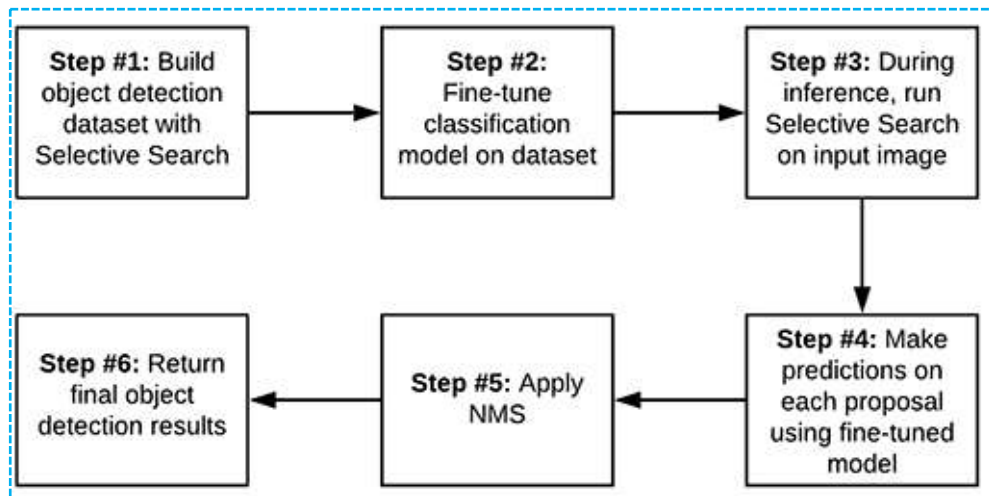 Step #1: Build
object detection
dataset with
Selective Search
Step #2:
Fine-tune
classification
model on dataset
Step #3: During
inference, run
Selective Search
on input image
Step #4: Make
predictions on
each proposal
using fine-tuned
model
Step #5: Apply
NMS
Step #6: Return
final object
detection results